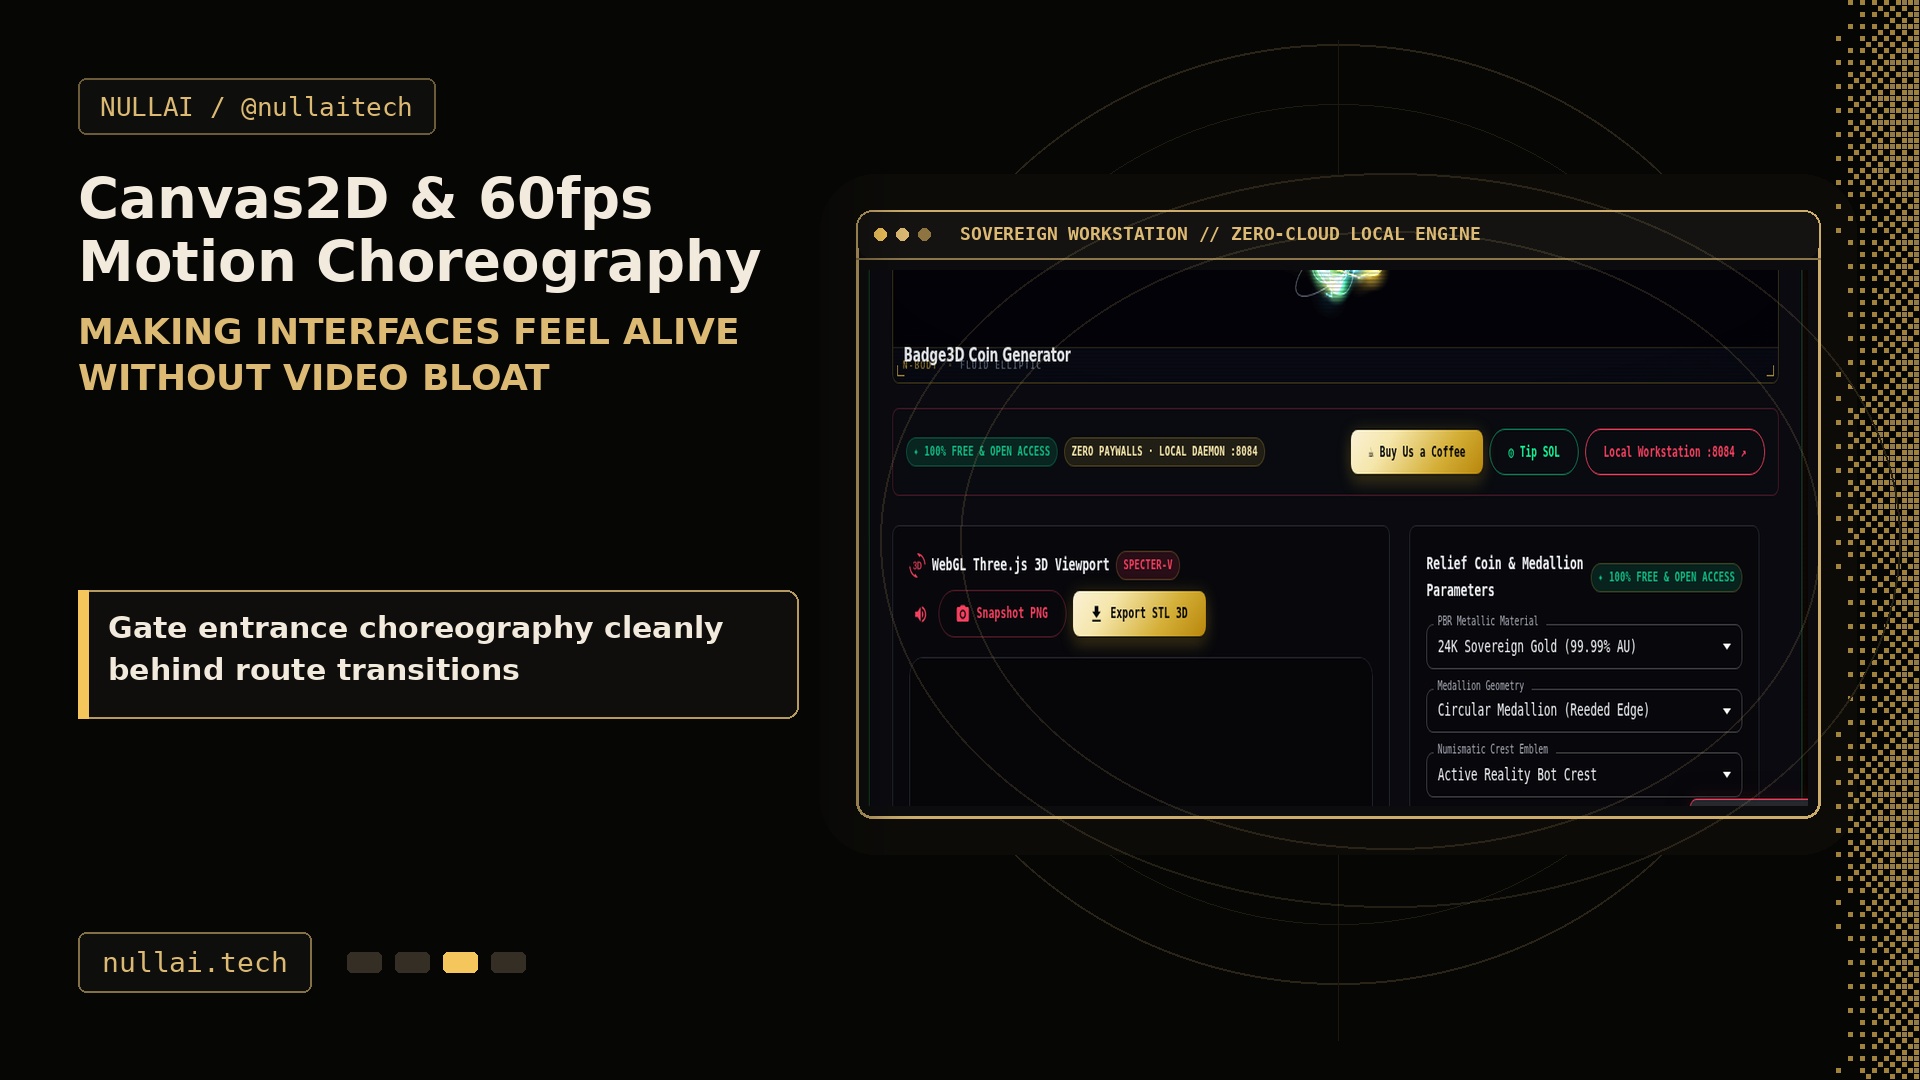 NULLAI / @nullaitech
Canvas2D & 60fps
Motion Choreography
MAKING INTERFACES FEEL ALIVE
WITHOUT VIDEO BLOAT
Gate entrance choreography cleanly
behind route transitions
nullai.tech
SOVEREIGN WORKSTATION // ZERO-CLOUD LOCAL ENGINE
Badge3D Coin Generator
N-BODY · FLUID ELLIPTIC
100% FREE & OPEN ACCESS
ZERO PAYWALLS · LOCAL DAEMON :8084
Buy Us a Coffee
◎ Tip SOL
Local Workstation :8084 ↗
3D
WebGL Three.js 3D Viewport
SPECTER-V
Snapshot PNG
Export STL 3D
Relief Coin & Medallion
Parameters
100% FREE & OPEN ACCESS
PBR Metallic Material
24K Sovereign Gold (99.99% AU)
Medallion Geometry
Circular Medallion (Reeded Edge)
Numismatic Crest Emblem
Active Reality Bot Crest